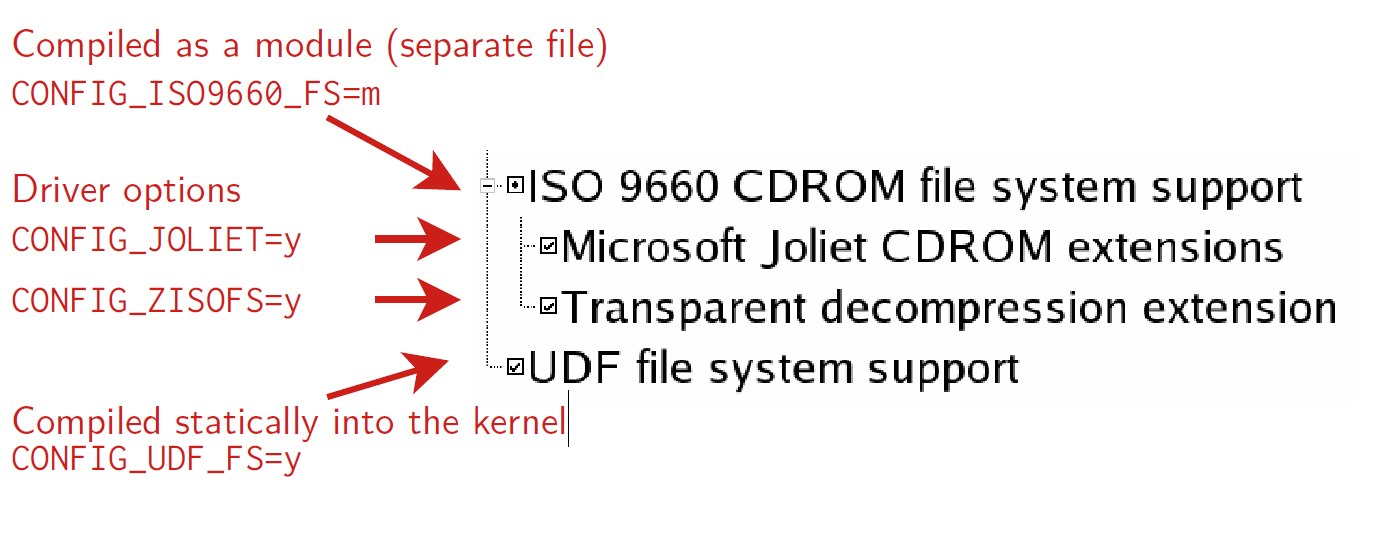 Compiled as a module (separate file)
CONFIG_ISO9660_FS=m
Driver options
CONFIG_JOLIET=y
CONFIG_ZISOFS=y
ISO 9660 CDROM file system support
Microsoft Joliet CDROM extensions
Transparent decompression extension
UDF file system support
Compiled statically into the kernel
CONFIG_UDF_FS=y